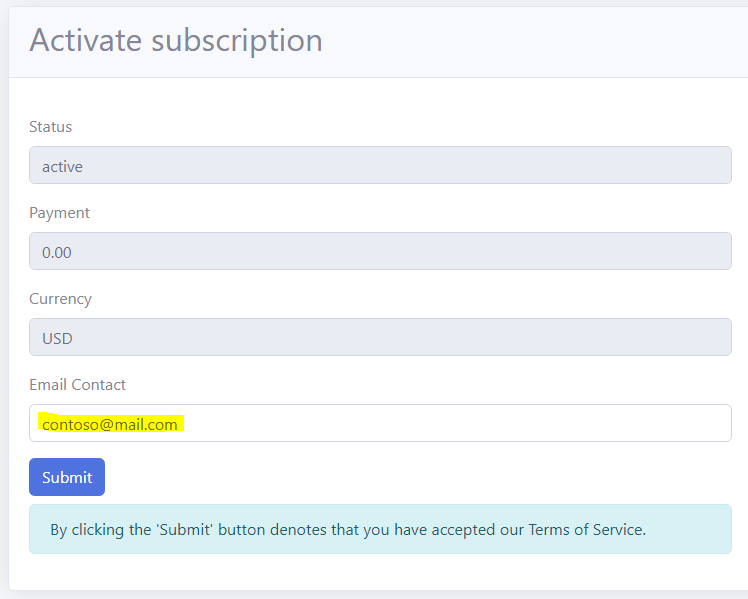 Activate subscription
Status
active
Payment
0.00
Currency
USD
Email Contact
contoso@mail.com
Submit
By clicking the 'Submit' button denotes that you have accepted our Terms of Service.